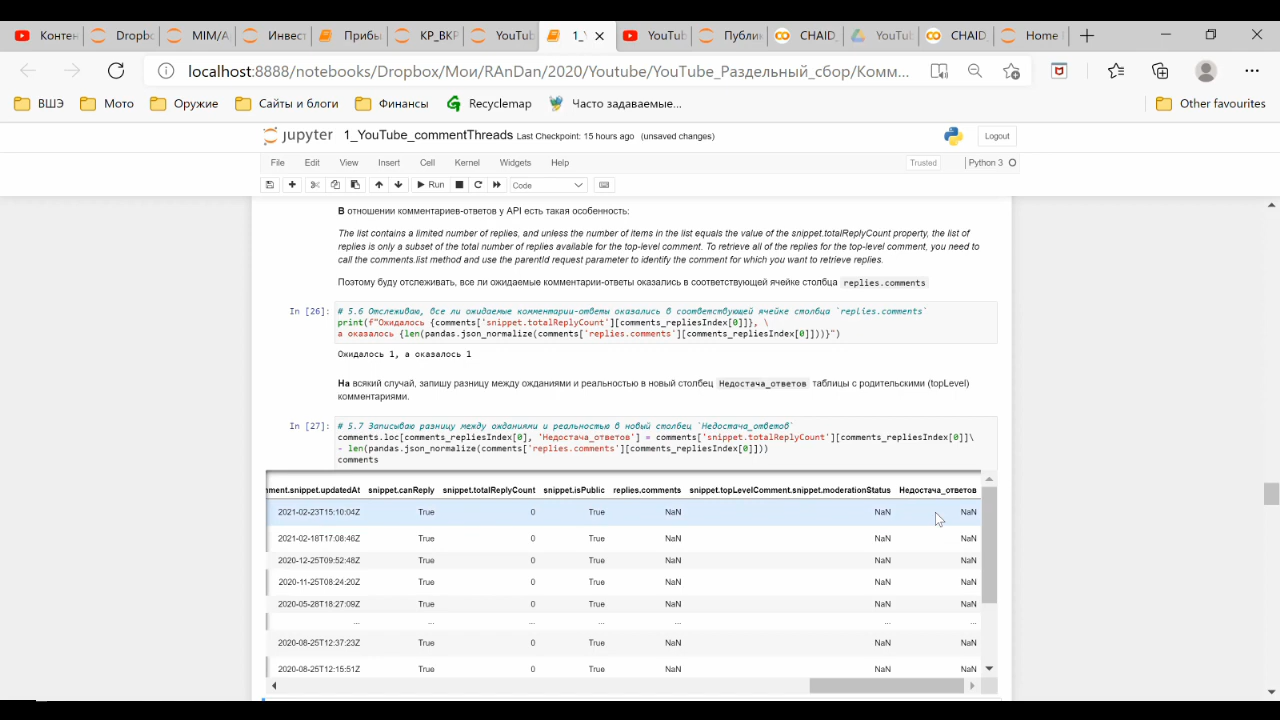 Контен
Dropbo
MIM/A
Инвест
Прибы
КР_ВКР
YouTub
1_Y
YouTub
Публик
CHAID_
YouTub
CHAID
Home
localhost:8888/notebooks/Dropbox/Мои/RAnDan/2020/Youtube/YouTube_Раздельный_сбор/Комм...
ВШЭ
Мото
Оружие
Сайты и блоги
Финансы
Recyclemap
Часто задаваемые...
Other favourites
jupyter 1_YouTube_commentThreads Last Checkpoint: 15 hours ago (unsaved changes)
Logout
File Edit View Insert Cell Kernel Widgets Help
Trusted
Python 3
Run
Code
В отношении комментариев-ответов у API есть такая особенность:
The list contains a limited number of replies, and unless the number of items in the list equals the value of the snippet.totalReplyCount property, the list of
replies is only a subset of the total number of replies available for the top-level comment. To retrieve all of the replies for the top-level comment, you need to
call the comments.list method and use the parentId request parameter to identify the comment for which you want to retrieve replies.
Поэтому буду отслеживать, все ли ожидаемые комментарии-ответы оказались в соответствующей ячейке столбца replies.comments
In [26]: # 5.6 Отслеживаю, все ли ожидаемые комментарии-ответы оказались в соответствующей ячейке столбца `replies.comments`
print(f"Ожидалось {comments['snippet.totalReplyCount'][comments_repliesIndex[0]]}, \
а оказалось {len(pandas.json_normalize(comments['replies.comments'][comments_repliesIndex[0]]))}")
Ожидалось 1, а оказалось 1
На всякий случай, запишу разницу между ожданиями и реальностью в новый столбец Недостача_ответов таблицы с родительскими (topLevel)
комментариями.
In [27]: # 5.7 Записываю разницу между ожданиями и реальностью в новый столбец `Недостача_ответов`
comments.loc[comments_repliesIndex[0], 'Недостача_ответов'] = comments['snippet.totalReplyCount'][comments_repliesIndex[0]]\
- len(pandas.json_normalize(comments['replies.comments'][comments_repliesIndex[0]]))
comments
mment.snippet.updatedAt snippet.canReply snippet.totalReplyCount snippet.isPublic replies.comments snippet.topLevelComment.snippet.moderationStatus Недостача_ответов
2021-02-23T15:10:04Z True 0 True NaN NaN NaN
2021-02-18T17:08:46Z True 0 True NaN NaN NaN
2020-12-25T09:52:48Z True 0 True NaN NaN NaN
2020-11-25T08:24:20Z True 0 True NaN NaN NaN
2020-05-28T18:27:09Z True 0 True NaN NaN NaN
... ... ... ... ... ... ...
2020-08-25T12:37:23Z True 0 True NaN NaN NaN
2020-08-25T12:15:51Z True 0 True NaN NaN NaN